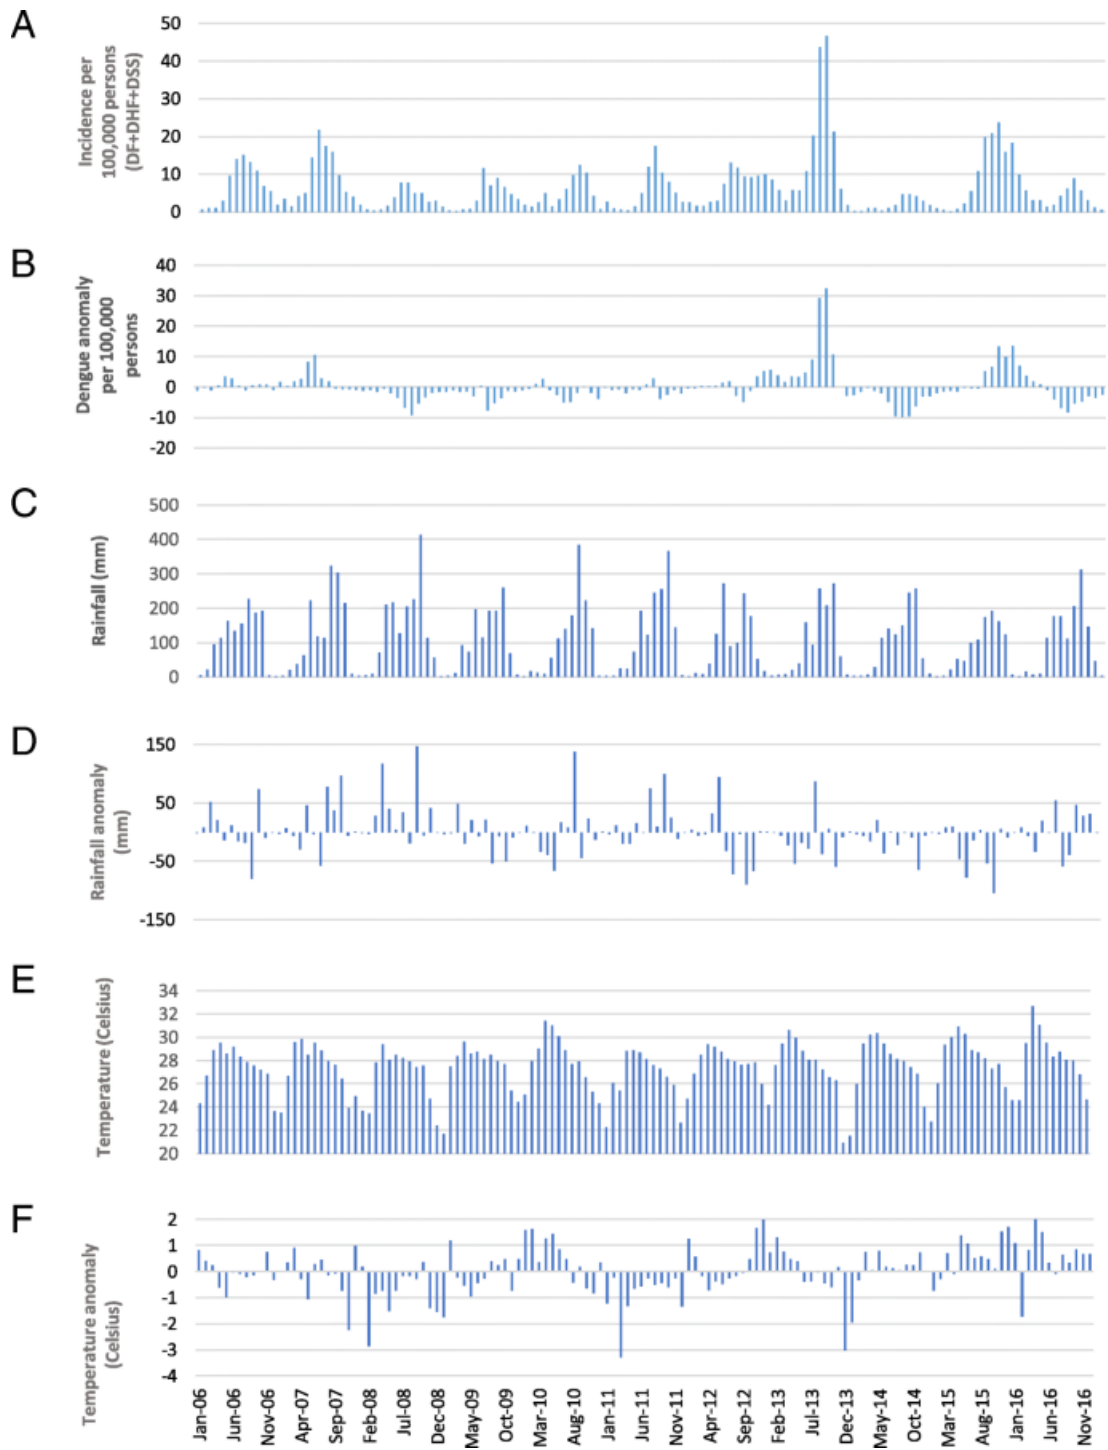 A
Incidence per
100,000 persons
(DF+DHF+DSS)
50
40
30
20
10
0
B
Dengue anomaly
per 100,000
persons
40
30
20
10
0
-10
-20
C
Rainfall (mm)
500
400
300
200
100
0
D
Rainfall anomaly
(mm)
150
50
-50
-150
E
Temperature (Celsius)
34
32
30
28
26
24
22
20
F
Temperature anomaly
(Celsius)
2
1
0
-1
-2
-3
-4
Jan-06
Jun-06
Nov-06
Apr-07
Sep-07
Feb-08
Jul-08
Dec-08
May-09
Oct-09
Mar-10
Aug-10
Jan-11
Jun-11
Nov-11
Apr-12
Sep-12
Feb-13
Jul-13
Dec-13
May-14
Oct-14
Mar-15
Aug-15
Jan-16
Jun-16
Nov-16